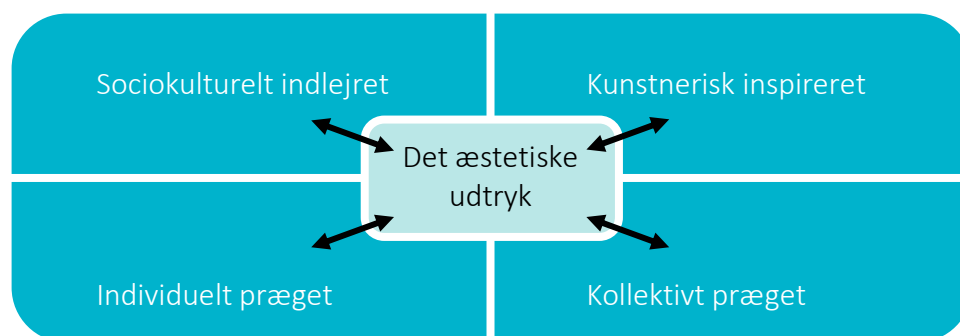 Sociokulturelt indlejret
Kunstnerisk inspireret
Det æstetiske
udtryk
Individuelt præget
Kollektivt præget